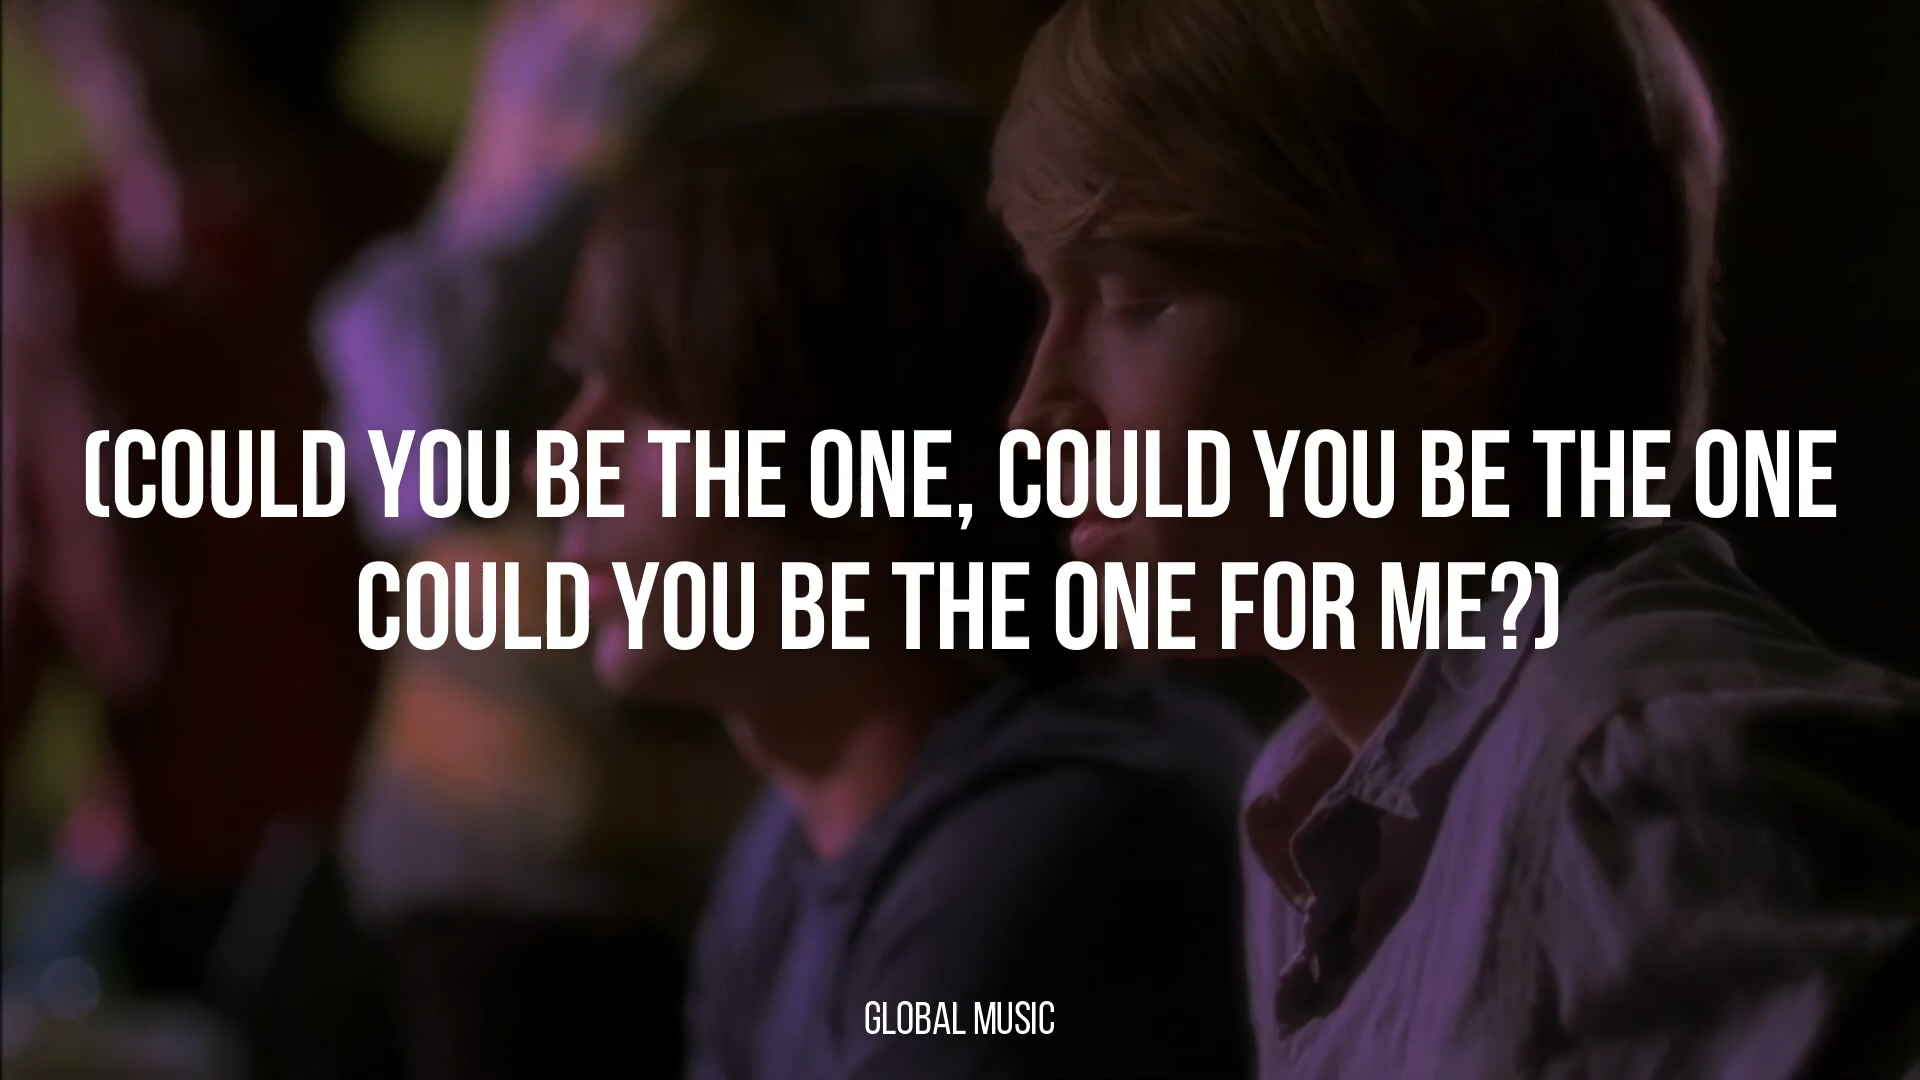 (COULD YOU BE THE ONE, COULD YOU BE THE ONE
COULD YOU BE THE ONE FOR ME?)
GLOBAL MUSIC